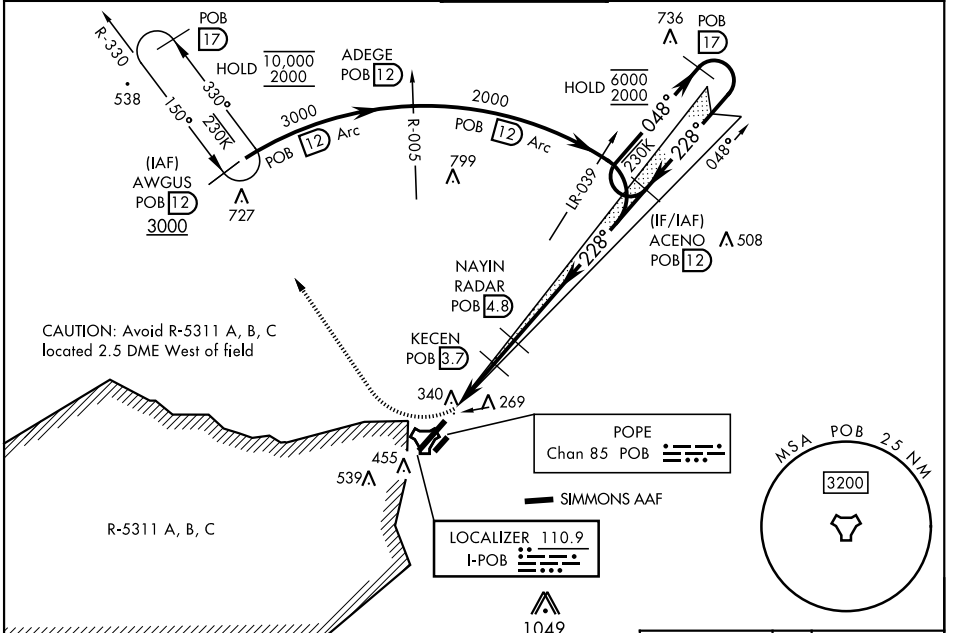 R-330
POB
17
HOLD
10,000
2000
ADEGE
POB 12
736
POB
17
HOLD
6000
2000
538
150°
330°
230K
3000
POB 12 Arc
R-005
2000
POB 12 Arc
048°
230K
228°
048°
LR-039
799
(IAF)
AWGUS
POB 12
3000
727
228°
(IF/IAF)
ACENO
POB 12
508
NAYIN
RADAR
POB 4.8
CAUTION: Avoid R-5311 A, B, C
located 2.5 DME West of field
KECEN
POB 3.7
340
269
POPE
Chan 85 POB
455
539
SIMMONS AAF
R-5311 A, B, C
LOCALIZER 110.9
I-POB
1049
MSA POB 25 NM
3200